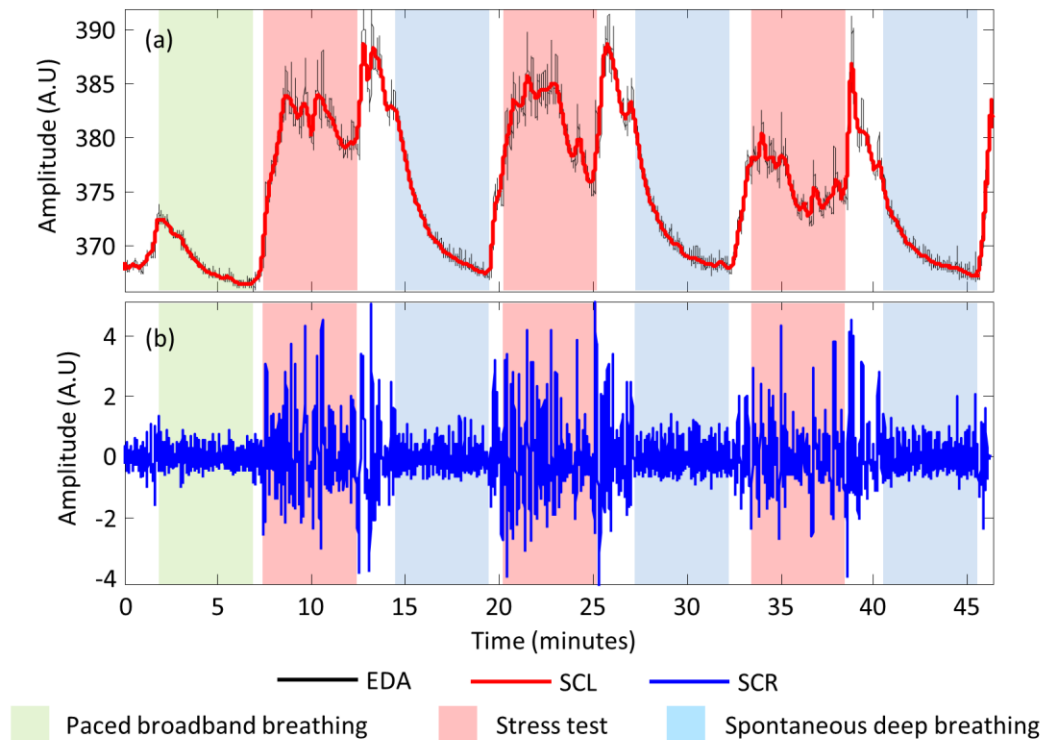 390
(a)
385
380
375
370
Amplitude (A.U)
4
(b)
2
0
-2
-4
Amplitude (A.U)
0 5 10 15 20 25 30 35 40 45
Time (minutes)
EDA SCL SCR
Paced broadband breathing Stress test Spontaneous deep breathing